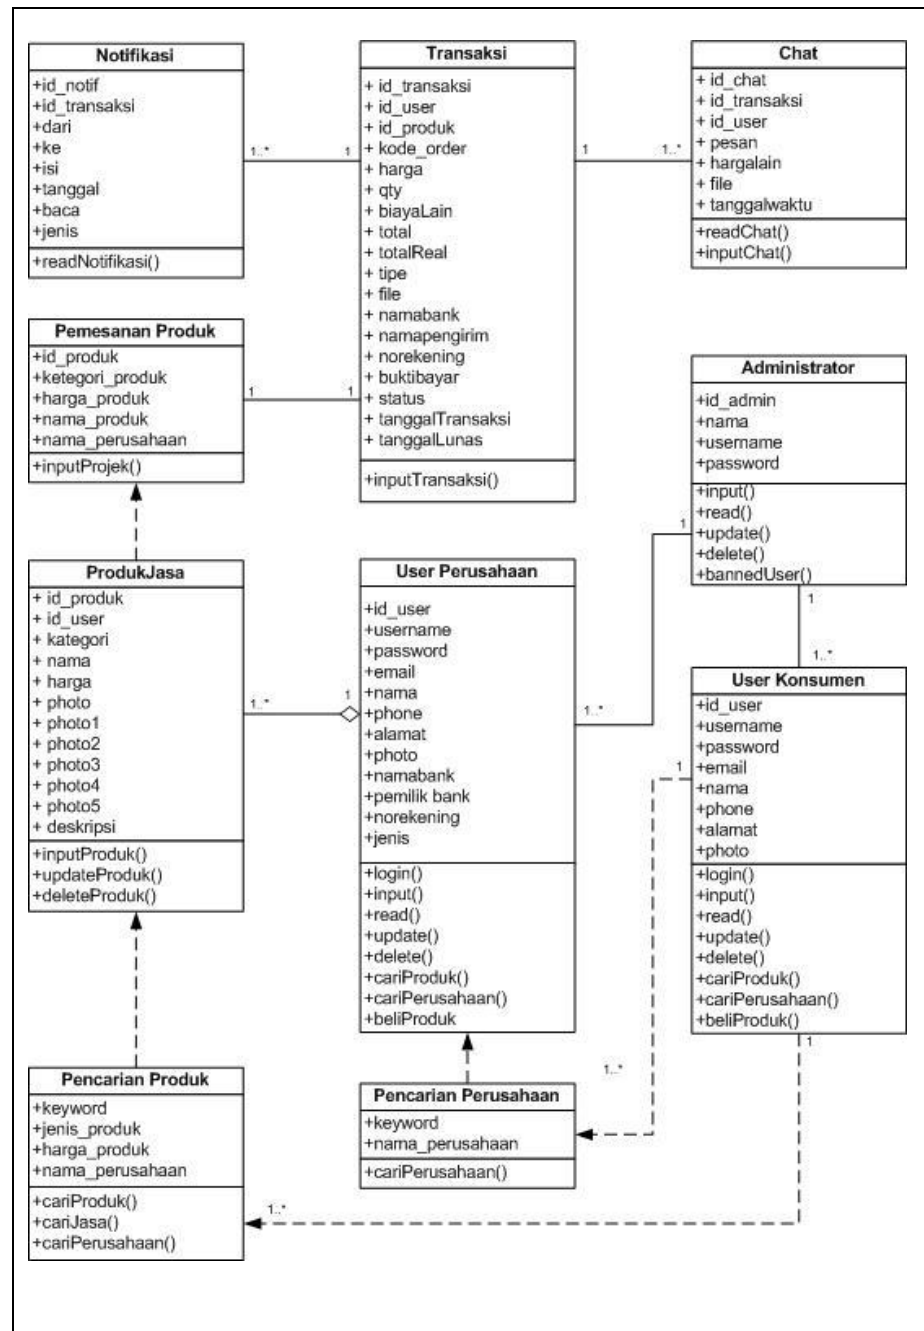 Notifikasi
+id_notif
+id_transaksi
+dari
+ke
+isi
+tanggal
+baca
+jenis
+readNotifikasi()
1..*
1
Transaksi
+ id_transaksi
+ id_user
+ id_produk
+ kode_order
+ harga
+ qty
+ biayaLain
+ total
+ totalReal
+ tipe
+ file
+ namabank
+ namapengirim
+ norekening
+ buktibayar
+ status
+ tanggalTransaksi
+ tanggalLunas
+inputTransaksi()
1
1..*
Chat
+ id_chat
+ id_transaksi
+ id_user
+ pesan
+ hargalain
+ file
+ tanggalwaktu
+readChat()
+inputChat()
Pemesanan Produk
+id_produk
+ketegori_produk
+harga_produk
+nama_produk
+nama_perusahaan
+inputProjek()
1
1
Administrator
+id_admin
+nama
+username
+password
+input()
+read()
+update()
+delete()
+bannedUser()
1
1
1..*
ProdukJasa
+ id_produk
+ id_user
+ kategori
+ nama
+ harga
+ photo
+ photo1
+ photo2
+ photo3
+ photo4
+ photo5
+ deskripsi
+inputProduk()
+updateProduk()
+deleteProduk()
1..*
1
User Perusahaan
+id_user
+username
+password
+email
+nama
+phone
+alamat
+photo
+namabank
+pemilik bank
+norekening
+jenis
+login()
+input()
+read()
+update()
+delete()
+cariProduk()
+cariPerusahaan()
+beliProduk
1..*
1
User Konsumen
+id_user
+username
+password
+email
+nama
+phone
+alamat
+photo
+login()
+input()
+read()
+update()
+delete()
+cariProduk()
+cariPerusahaan()
+beliProduk()
1
Pencarian Produk
+keyword
+jenis_produk
+harga_produk
+nama_perusahaan
+cariProduk()
+cariJasa()
+cariPerusahaan()
1..*
Pencarian Perusahaan
+keyword
+nama_perusahaan
+cariPerusahaan()
1..*